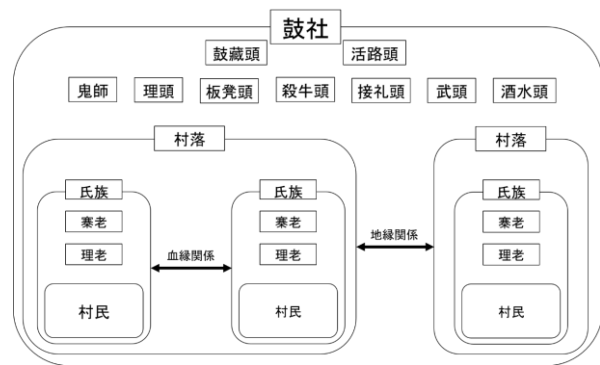 鼓社
鼓藏頭
活路頭
鬼師
理頭
板凳頭
殺牛頭
接礼頭
武頭
酒水頭
村落
村落
氏族
氏族
氏族
寨老
寨老
寨老
理老
理老
理老
血縁関係
地縁関係
村民
村民
村民